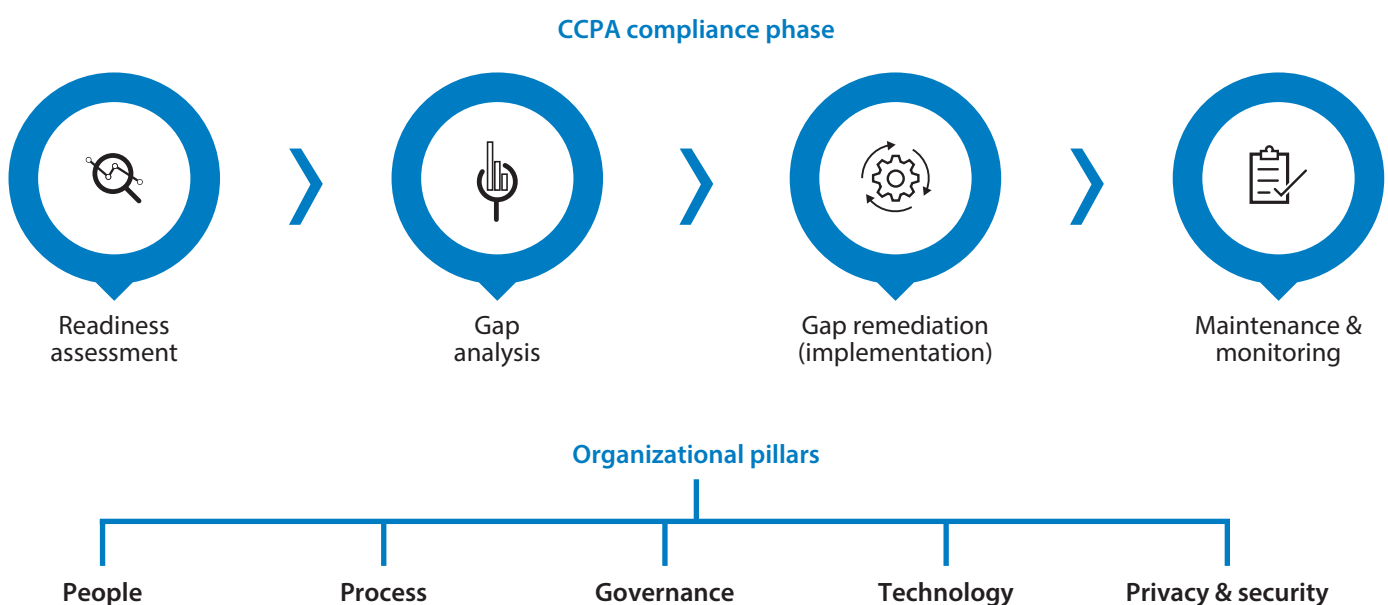 CCPA compliance phase
Readiness
assessment
Gap
analysis
Gap remediation
(implementation)
Maintenance &
monitoring
Organizational pillars
People
Process
Governance
Technology
Privacy & security